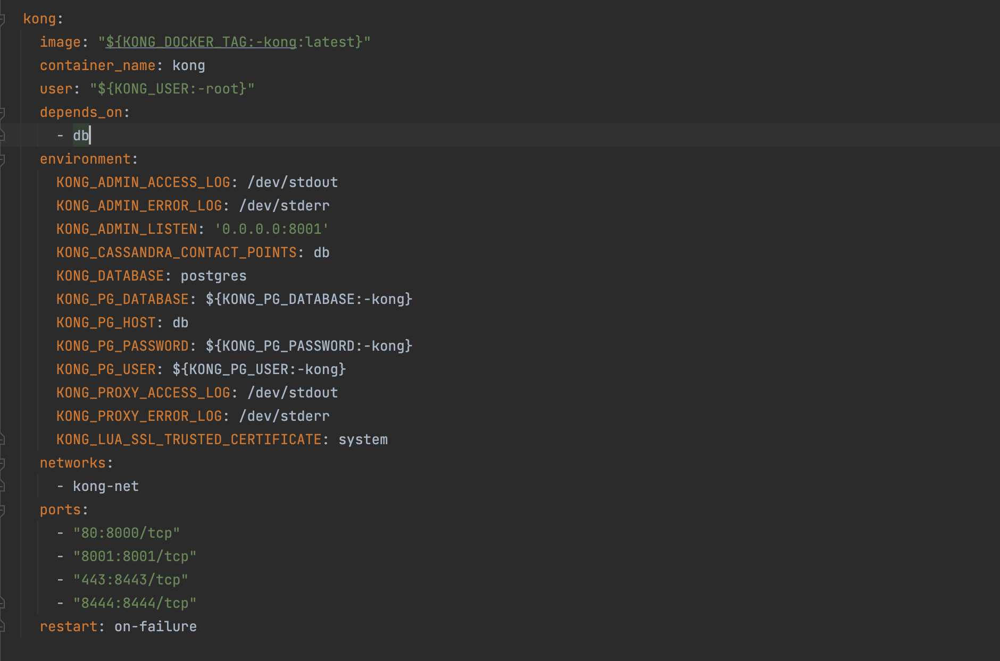 kong:
image: "${KONG_DOCKER_TAG:-kong:latest}"
container_name: kong
user: "${KONG_USER:-root}"
depends_on:
- db
environment:
KONG_ADMIN_ACCESS_LOG: /dev/stdout
KONG_ADMIN_ERROR_LOG: /dev/stderr
KONG_ADMIN_LISTEN: '0.0.0.0:8001'
KONG_CASSANDRA_CONTACT_POINTS: db
KONG_DATABASE: postgres
KONG_PG_DATABASE: ${KONG_PG_DATABASE:-kong}
KONG_PG_HOST: db
KONG_PG_PASSWORD: ${KONG_PG_PASSWORD:-kong}
KONG_PG_USER: ${KONG_PG_USER:-kong}
KONG_PROXY_ACCESS_LOG: /dev/stdout
KONG_PROXY_ERROR_LOG: /dev/stderr
KONG_LUA_SSL_TRUSTED_CERTIFICATE: system
networks:
- kong-net
ports:
- "80:8000/tcp"
- "8001:8001/tcp"
- "443:8443/tcp"
- "8444:8444/tcp"
restart: on-failure